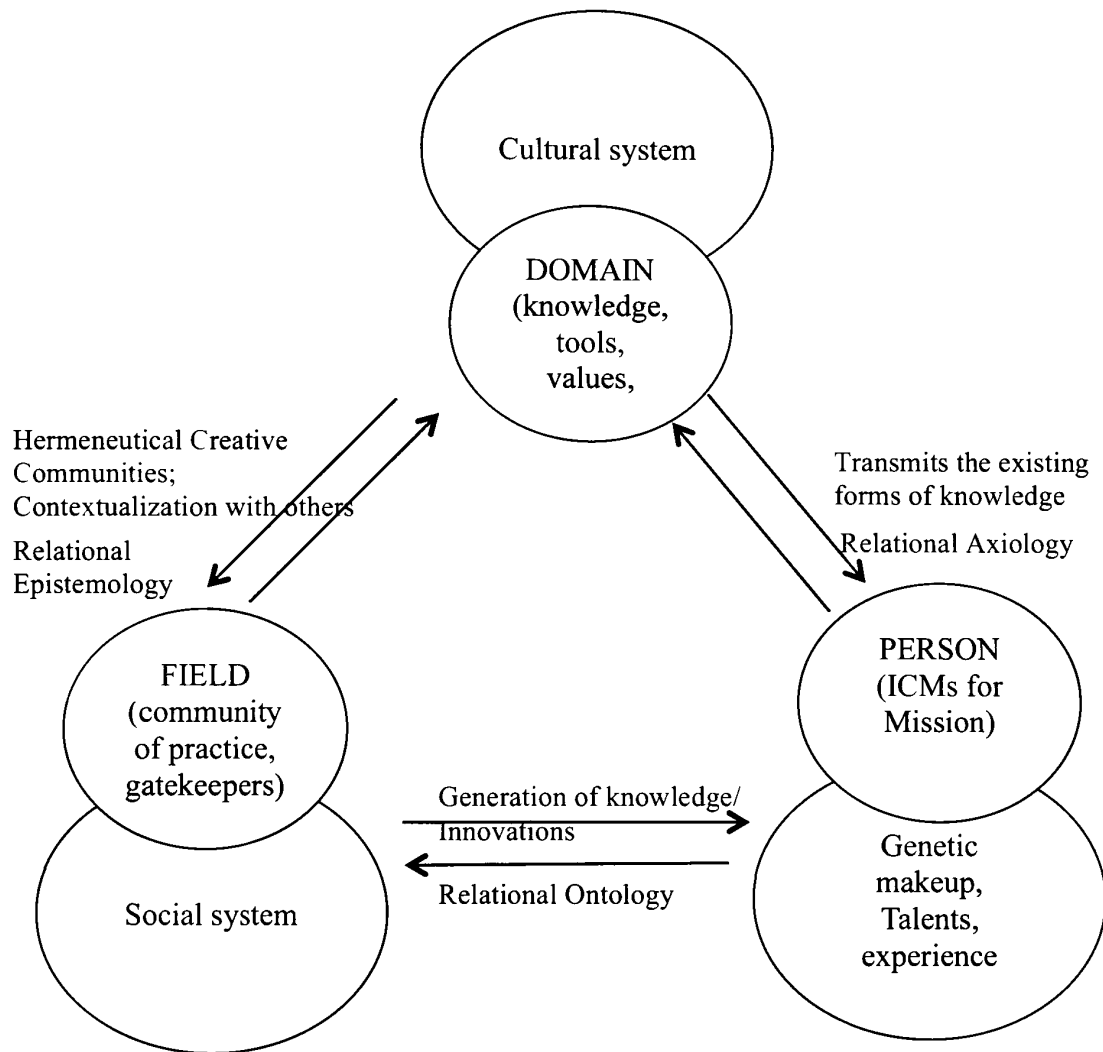 Cultural system
DOMAIN
(knowledge,
tools,
values,
Hermeneutical Creative
Communities;
Contextualization with others
Relational
Epistemology
Transmits the existing
forms of knowledge
Relational Axiology
FIELD
(community
of practice,
gatekeepers)
Social system
PERSON
(ICMs for
Mission)
Genetic
makeup,
Talents,
experience
Generation of knowledge/
Innovations
Relational Ontology